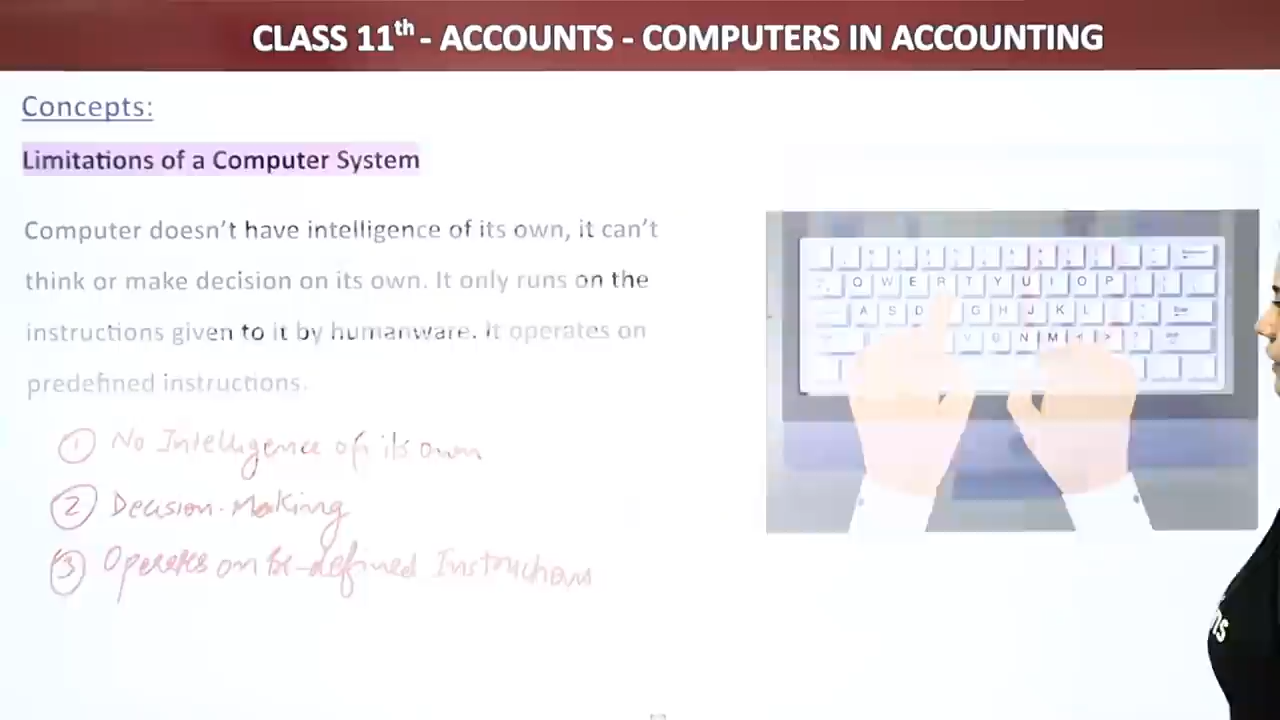 CLASS 11th - ACCOUNTS - COMPUTERS IN ACCOUNTING
Concepts:
Limitations of a Computer System
Computer doesn't have intelligence of its own, it can't
think or make decision on its own. It only runs on the
instructions given to it by humanware. It operates on
predefined instructions.
① No Intelligence of its own
② Decision-Making
③ Operates on Pre-defined Instructions
Q W E R T Y U I O P
A S D G H J K L
V B N M < > ?
ns